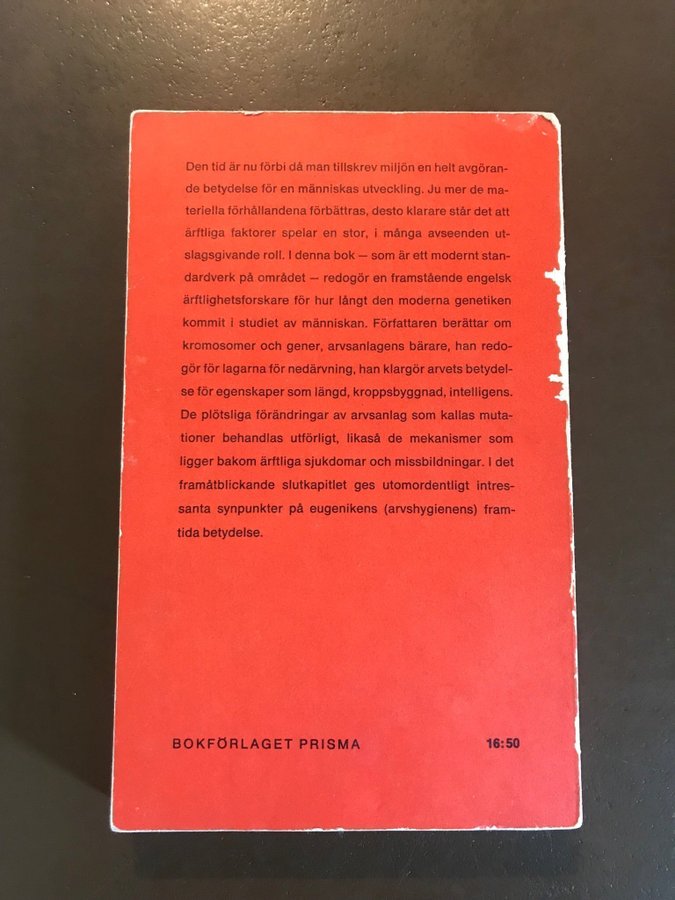 Den tid är nu förbi då man tillskrev miljön en helt avgöran-
de betydelse för en människas utveckling. Ju mer de ma-
teriella förhållandena förbättras, desto klarare står det att
ärftliga faktorer spelar en stor, i många avseenden ut-
slagsgivande roll. I denna bok – som är ett modernt stan-
dardverk på området – redogör en framstående engelsk
ärftlighetsforskare för hur långt den moderna genetiken
kommit i studiet av människan. Författaren berättar om
kromosomer och gener, arvsanlagens bärare, han redo-
gör för lagarna för nedärvning, han klargör arvets betydel-
se för egenskaper som längd, kroppsbyggnad, intelligens.
De plötsliga förändringar av arvsanlag som kallas muta-
tioner behandlas utförligt, likaså de mekanismer som
ligger bakom ärftliga sjukdomar och missbildningar. I det
framåtblickande slutkapitlet ges utomordentligt intres-
santa synpunkter på eugenikens (arvshygienens) fram-
tida betydelse.
BOKFÖRLAGET PRISMA
16:50